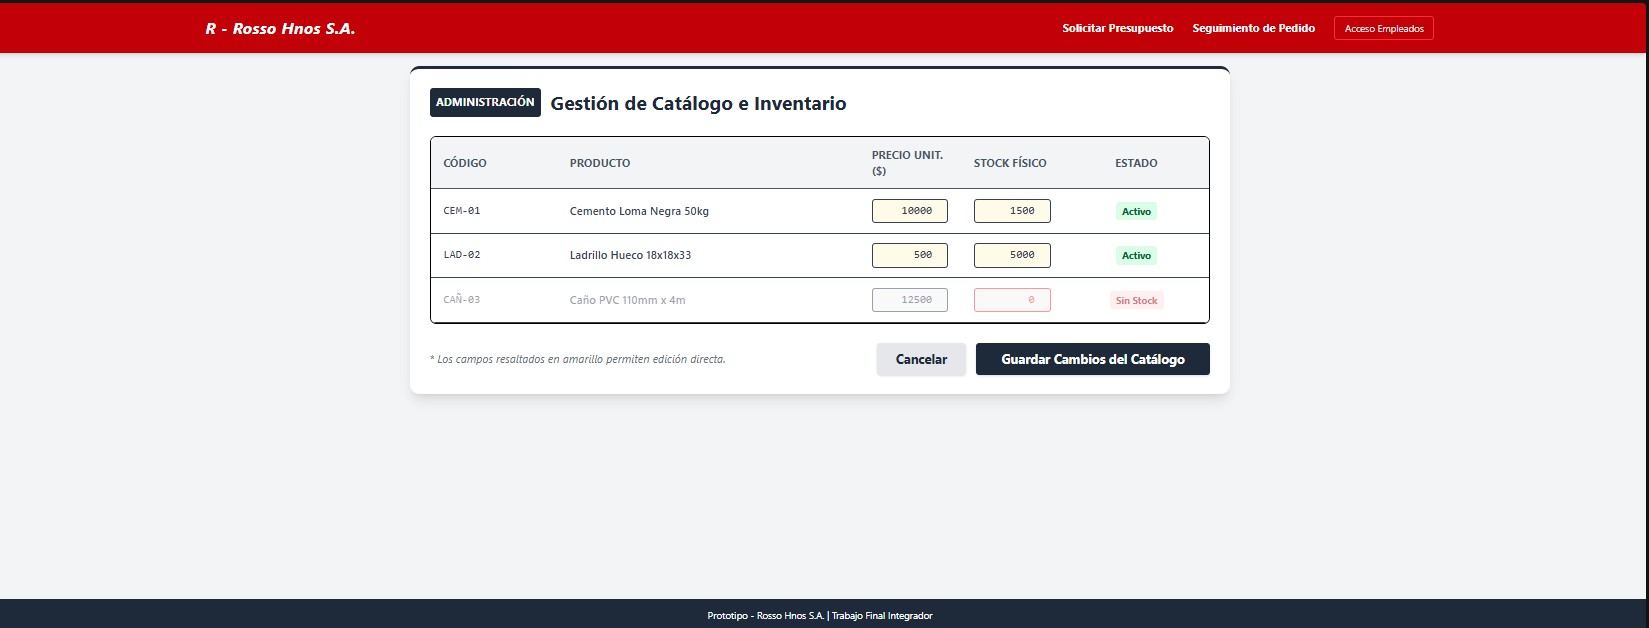 R - Rosso Hnos S.A.
Solicitar Presupuesto
Seguimiento de Pedido
Acceso Empleados
ADMINISTRACIÓN
Gestión de Catálogo e Inventario
CÓDIGO
PRODUCTO
PRECIO UNIT.
($)
STOCK FÍSICO
ESTADO
CEM-01
Cemento Loma Negra 50kg
10000
1500
Activo
LAD-02
Ladrillo Hueco 18x18x33
500
5000
Activo
CAÑ-03
Caño PVC 110mm x 4m
12500
0
Sin Stock
* Los campos resaltados en amarillo permiten edición directa.
Cancelar
Guardar Cambios del Catálogo
Prototipo - Rosso Hnos S.A. | Trabajo Final Integrador